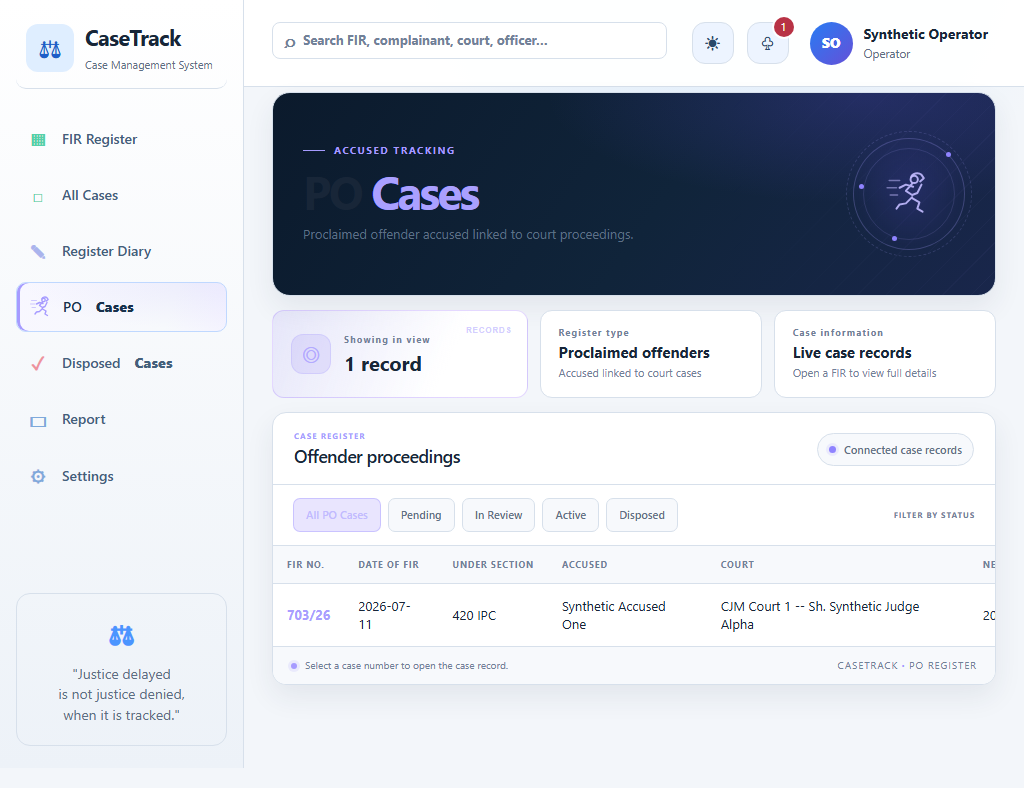 CaseTrack
Case Management System
Search FIR, complainant, court, officer...
1
SO
Synthetic Operator
Operator
FIR Register
All Cases
Register Diary
PO Cases
Disposed Cases
Report
Settings
"Justice delayed
is not justice denied,
when it is tracked."
ACCUSED TRACKING
PO Cases
Proclaimed offender accused linked to court proceedings.
RECORDS
Showing in view
1 record
Register type
Proclaimed offenders
Accused linked to court cases
Case information
Live case records
Open a FIR to view full details
CASE REGISTER
Offender proceedings
Connected case records
All PO Cases Pending In Review Active Disposed
FILTER BY STATUS
FIR NO. DATE OF FIR UNDER SECTION ACCUSED COURT NE
703/26 2026-07-11 420 IPC Synthetic Accused One CJM Court 1 -- Sh. Synthetic Judge Alpha 20
Select a case number to open the case record.
CASETRACK · PO REGISTER